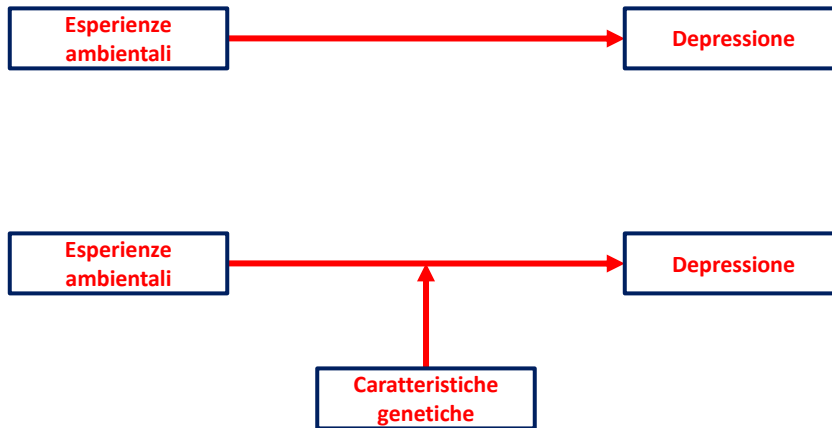 Esperienze
ambientali
Depressione
Esperienze
ambientali
Depressione
Caratteristiche
genetiche